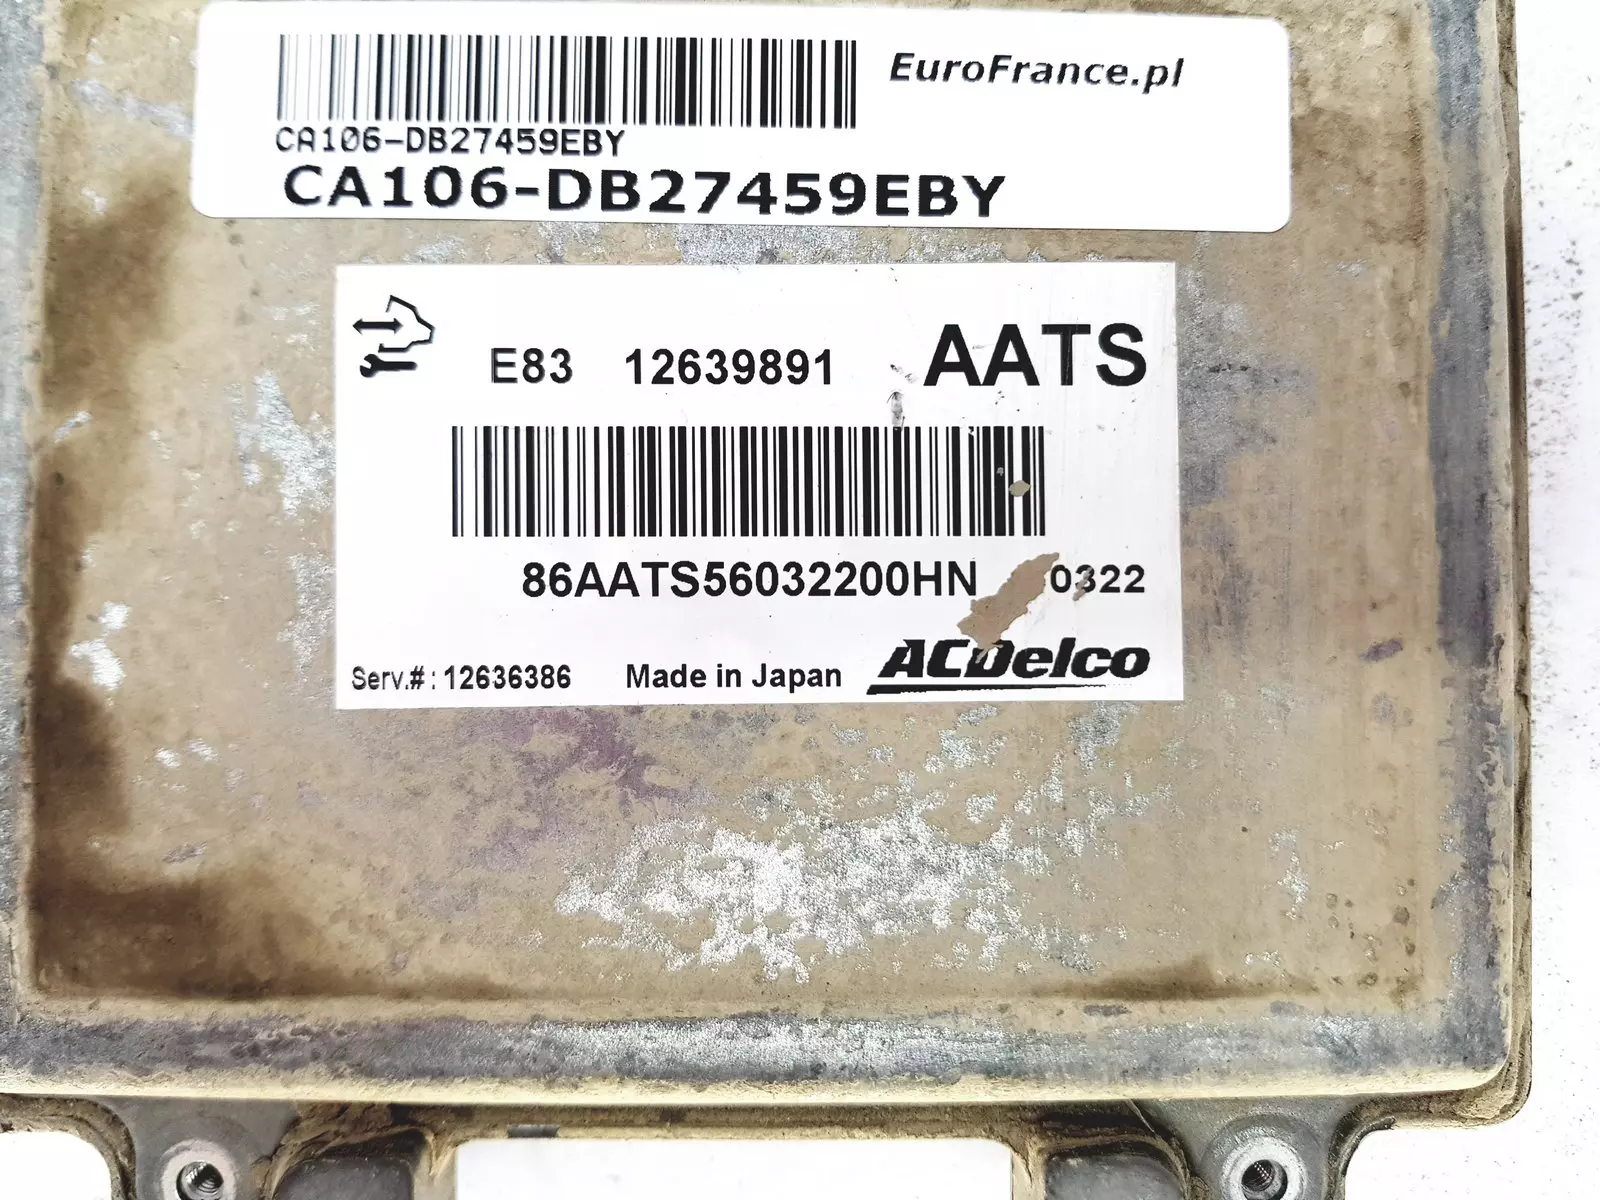 EuroFrance.pl
CA106-DB27459EBY
CA106-DB27459EBY
E83 12639891 AATS
86AATS56032200HN 0322
Serv.#: 12636386 Made in Japan ACDelco